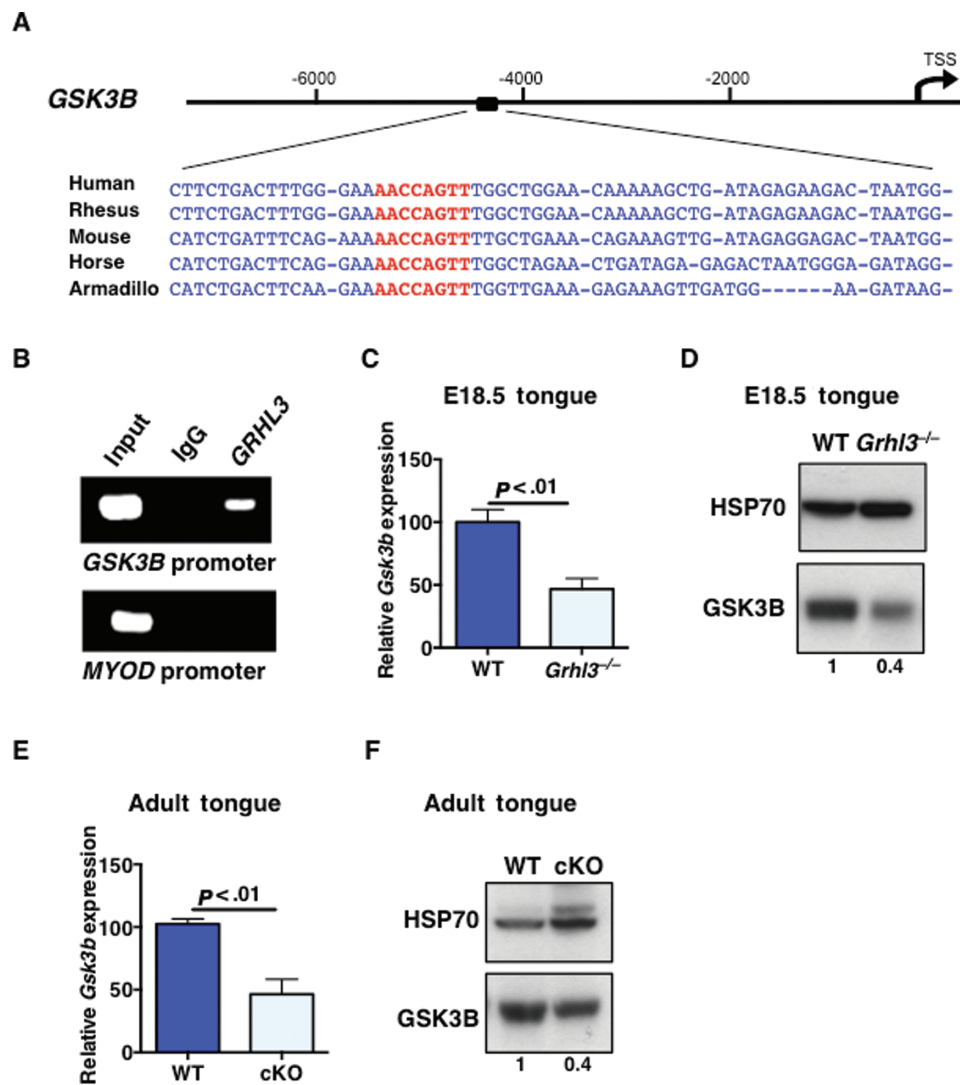 A
TSS
-6000 -4000 -2000
GSK3B
Human CTTCTGACTTTGG-GAAAACCAGTTTGGCTGGAA-CAAAAAGCTG-ATAGAGAAGAC-TAATGG-
Rhesus CTTCTGACTTTGG-GAAAACCAGTTTGGCTGGAA-CAAAAAGCTG-ATAGAGAAGAC-TAATGG-
Mouse CATCTGATTTCAG-AAAAACCAGTTTTGCTGAAA-CAGAAAGTTG-ATAGAGGAGAC-TAATGG-
Horse CATCTGACTTCAG-GAAAACCAGTTTGGCTAGAA-CTGATAGA-GAGACTAATGGGA-GATAGG-
Armadillo CATCTGACTTCAA-GAAAACCAGTTTGGTTGAAA-GAGAAAGTTGATGG------AA-GATAAG-
B
Input IgG GRHL3
GSK3B promoter
MYOD promoter
C
E18.5 tongue
Relative Gsk3b expression
150
100
50
0
P<.01
WT Grhl3–/–
D
E18.5 tongue
WT Grhl3–/–
HSP70
GSK3B
1 0.4
E
Adult tongue
Relative Gsk3b expression
150
100
50
0
P<.01
WT cKO
F
Adult tongue
WT cKO
HSP70
GSK3B
1 0.4